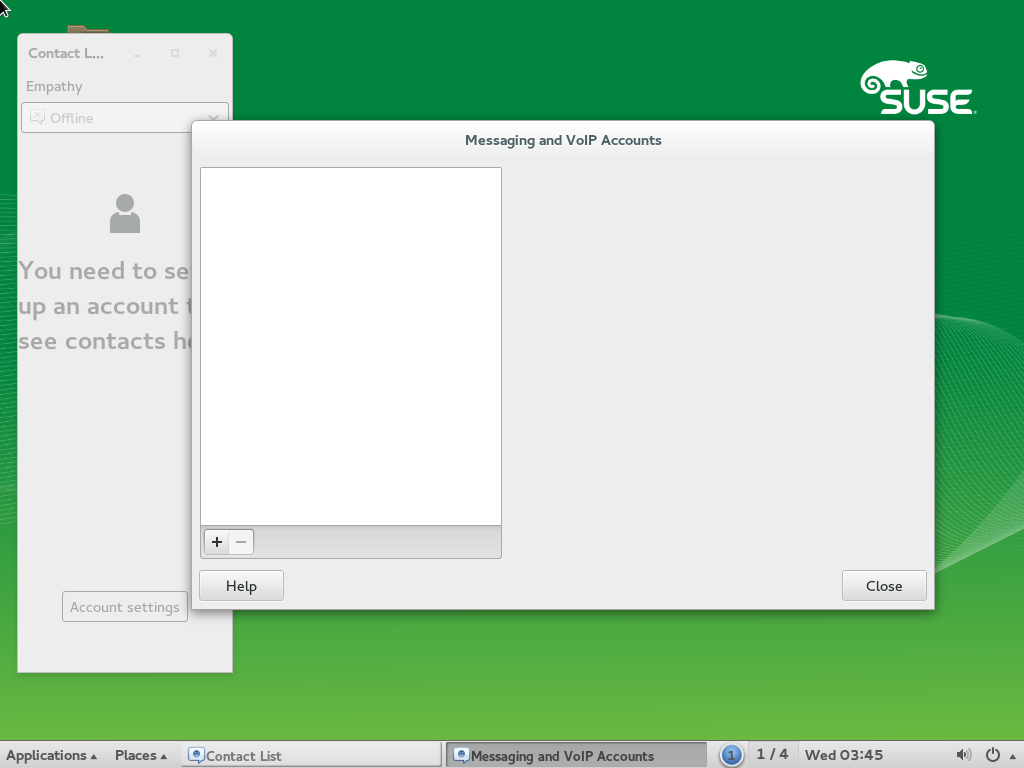 Contact L...
Empathy
Offline
SUSE
Messaging and VoIP Accounts
You need to se
up an account t
see contacts he
+ −
Help
Close
Account settings
Applications
Places
Contact List
Messaging and VoIP Accounts
1
1 / 4
Wed 03:45